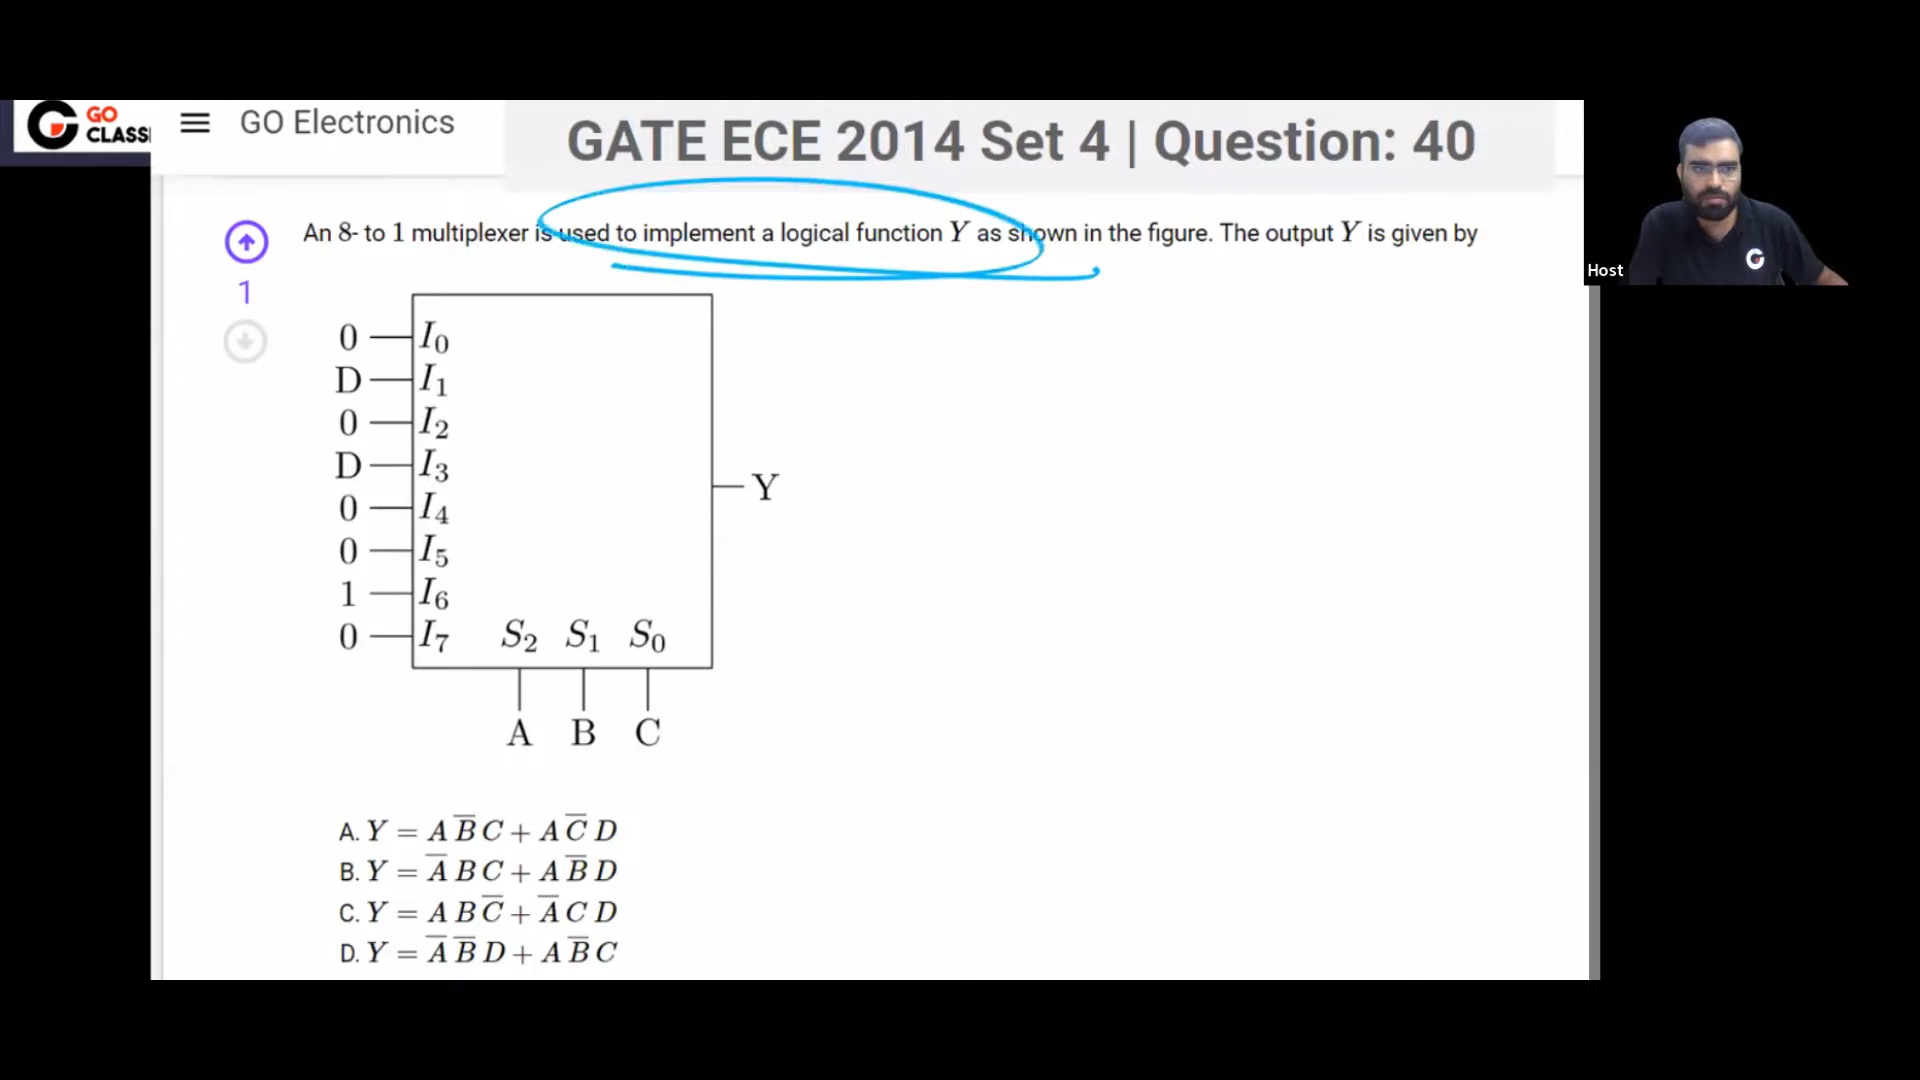 GO
CLASS
GO Electronics
GATE ECE 2014 Set 4 | Question: 40
An 8- to 1 multiplexer is used to implement a logical function Y as shown in the figure. The output Y is given by
1
Host
0 I₀
D I₁
0 I₂
D I₃
0 I₄
0 I₅
1 I₆
0 I₇ S₂ S₁ S₀
Y
A B C
A. Y = A B̅ C + A C̅ D
B. Y = A̅ B C + A B̅ D
C. Y = A B C̅ + A̅ C D
D. Y = A̅ B̅ D + A B̅ C